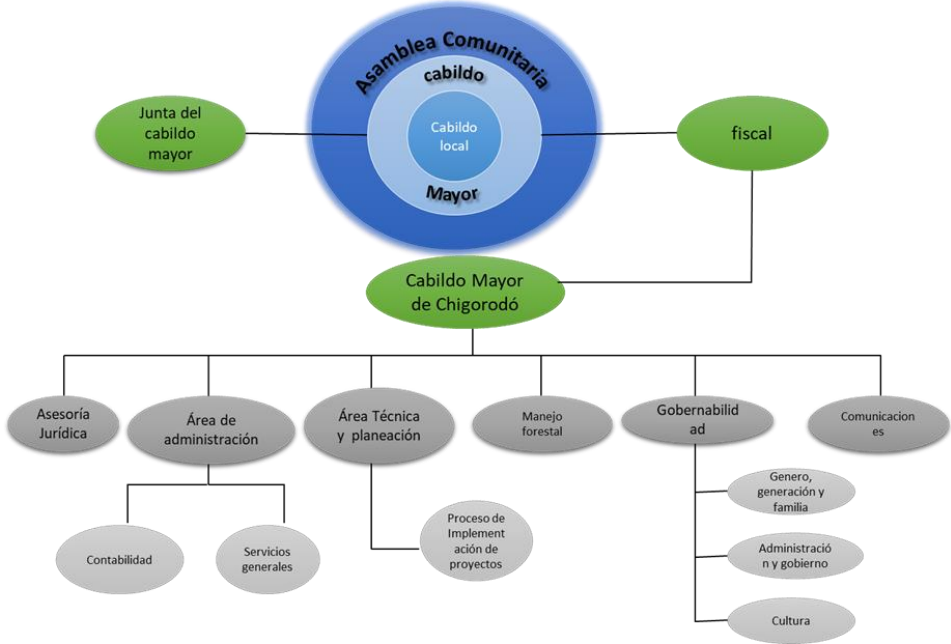 Asamblea Comunitaria
cabildo
Cabildo
local
Mayor
Junta del
cabildo
mayor
fiscal
Cabildo Mayor
de Chigorodó
Asesoría
Jurídica
Área de
administración
Área Técnica
y planeación
Manejo
forestal
Gobernabilid
ad
Comunicacion
es
Contabilidad
Servicios
generales
Proceso de
Implement
ación de
proyectos
Genero,
generación y
familia
Administració
n y gobierno
Cultura